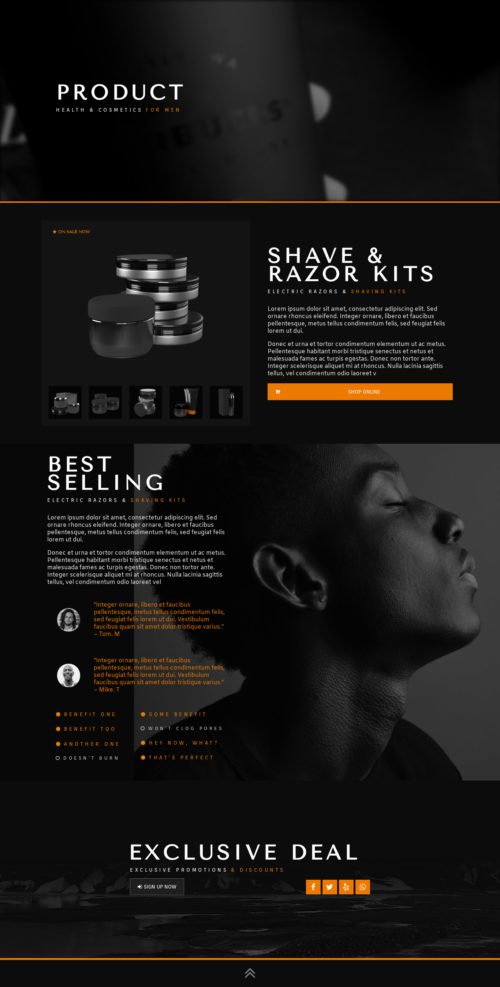 PRODUCT
HEALTH & COSMETICS FOR MEN
ON SALE NOW
SHAVE &
RAZOR KITS
ELECTRIC RAZORS & SHAVING KITS
Lorem ipsum dolor sit amet, consectetur adipiscing elit. Sed
ornare rhoncus eleifend. Integer ornare, libero et faucibus
pellentesque, metus tellus condimentum felis, sed feugiat felis
lorem ut dui.
Donec et urna et tortor condimentum elementum ut ac metus.
Pellentesque habitant morbi tristique senectus et netus et
malesuada fames ac turpis egestas. Donec non tortor ante.
Integer scelerisque aliquet mi at rhoncus. Nulla lacinia sagittis
tellus, vel condimentum odio laoreet v
SHOP ONLINE
BEST
SELLING
ELECTRIC RAZORS & SHAVING KITS
Lorem ipsum dolor sit amet, consectetur adipiscing elit. Sed
ornare rhoncus eleifend. Integer ornare, libero et faucibus
pellentesque, metus tellus condimentum felis, sed feugiat felis
lorem ut dui.
Donec et urna et tortor condimentum elementum ut ac metus.
Pellentesque habitant morbi tristique senectus et netus et
malesuada fames ac turpis egestas. Donec non tortor ante.
Integer scelerisque aliquet mi at rhoncus. Nulla lacinia sagittis
tellus, vel condimentum odio laoreet vel
"Integer ornare, libero et faucibus
pellentesque, metus tellus condimentum felis,
sed feugiat felis lorem ut dui. Vestibulum
faucibus quam sit amet dolor tristique varius."
– Tom. M
"Integer ornare, libero et faucibus
pellentesque, metus tellus condimentum felis,
sed feugiat felis lorem ut dui. Vestibulum
faucibus quam sit amet dolor tristique varius."
– Mike. T
BENEFIT ONE
BENEFIT TOO
ANOTHER ONE
DOESN'T BURN
SOME BENEFIT
WON'T CLOG PORES
HEY NOW, WHAT?
THAT'S PERFECT
EXCLUSIVE DEAL
EXCLUSIVE PROMOTIONS & DISCOUNTS
SIGN UP NOW